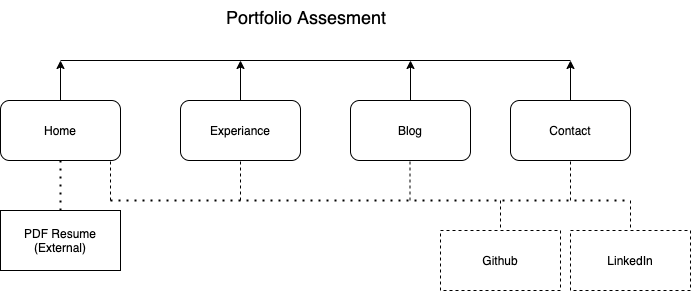 Portfolio Assesment
Home
Experiance
Blog
Contact
PDF Resume
(External)
Github
LinkedIn